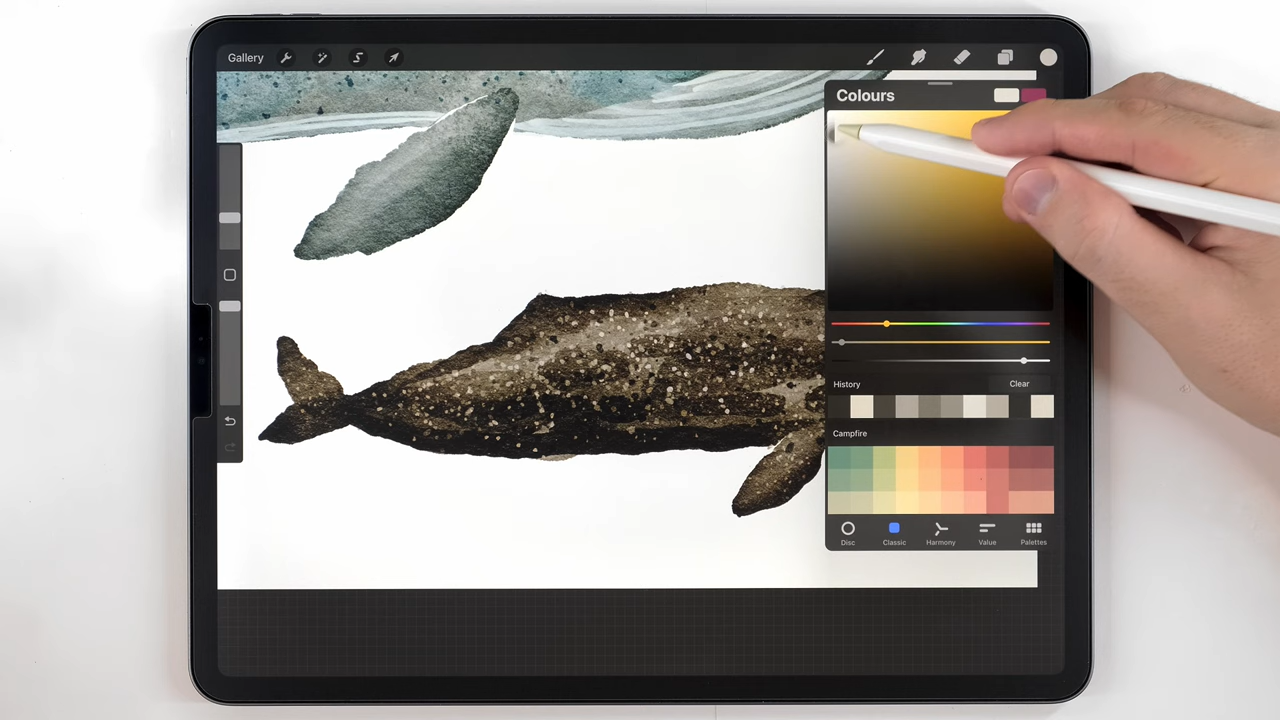 Gallery
Colours
History
Clear
Campfire
Disc
Classic
Harmony
Value
Palettes